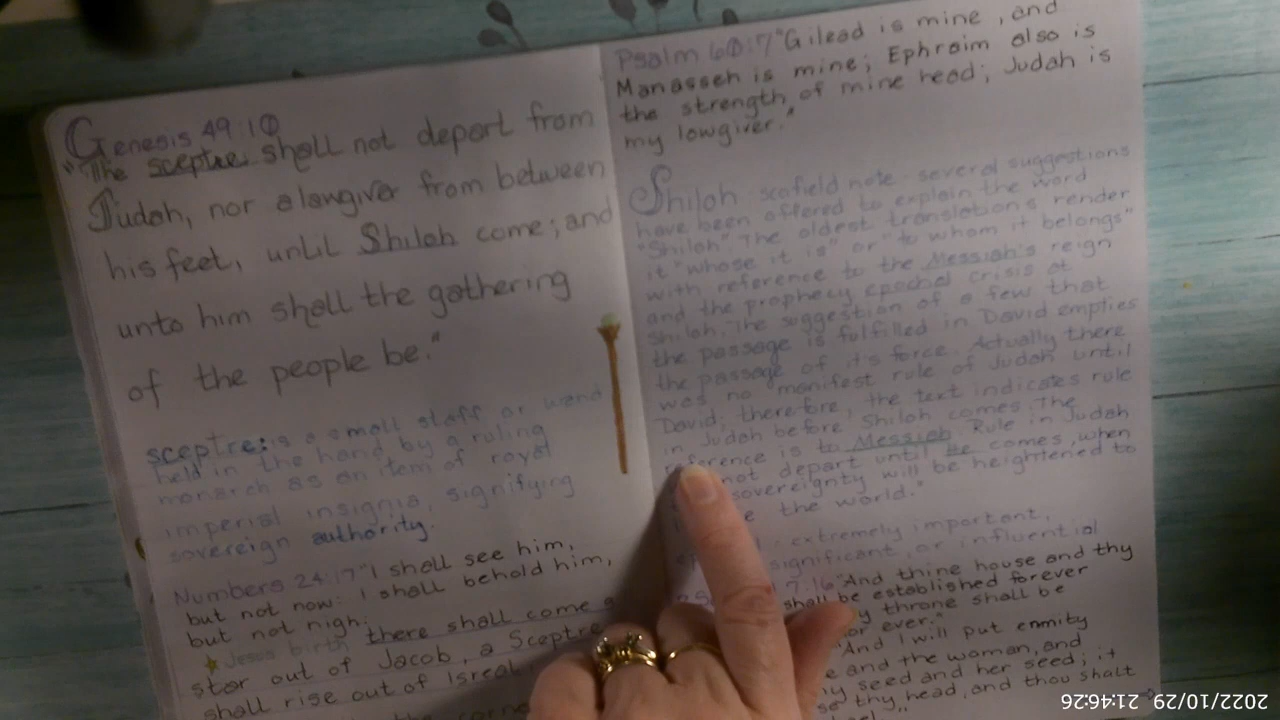 Genesis 49:10
"The sceptre shall not depart from
Judah, nor a lawgiver from between
his feet, until Shiloh come; and
unto him shall the gathering
of the people be."
sceptre: is a small staff or wand
held in the hand by a ruling
monarch as an item of royal
imperial insignia, signifying
sovereign authority.
Numbers 24:17 "I shall see him,
but not now: I shall behold him,
but not nigh:
Jesus birth there shall come a
star out of Jacob, a Sceptre
shall rise out of Isreal
Psalm 60:7 "Gilead is mine, and
Manasseh is mine; Ephraim also is
the strength of mine head; Judah is
my lawgiver."
Shiloh scofield note several suggestions
have been offered to explain the word
"Shiloh" The oldest translations render
it "whose it is" or "to whom it belongs"
with reference to the Messiah's reign
and the prophecy epochal crisis at
Shiloh. The suggestion of a few that
the passage is fulfilled in David empties
the passage of its force. Actually there
was no manifest rule of Judah until
David; therefore, the text indicates rule
in Judah before Shiloh comes. The
reference is to Messiah Rule in Judah
not depart until He comes, when
sovereignty will be heightened to
the world."
extremely important,
significant, or influential
7:16 "And thine house and thy
shall be established forever
throne shall be
for ever."
"And I will put enmity
and the woman, and
seed and her seed; it
thy head, and thou shalt
29/10/2022 21:46:26